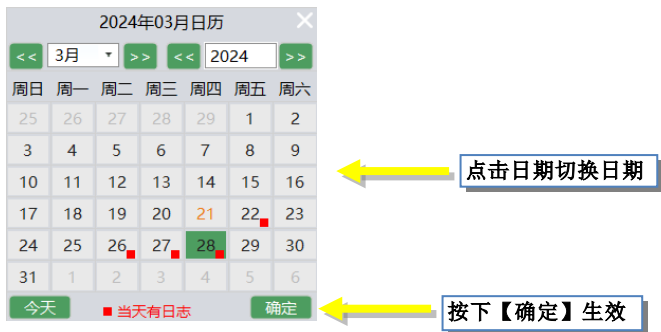 2024年03月日历
<< 3月 >> << 2024 >>
周日 周一 周二 周三 周四 周五 周六
25 26 27 28 29 1 2
3 4 5 6 7 8 9
点击日期切换日期
10 11 12 13 14 15 16
17 18 19 20 21 22 23
24 25 26 27 28 29 30
31 1 2 3 4 5 6
今天 当天有日志 确定
按下【确定】生效